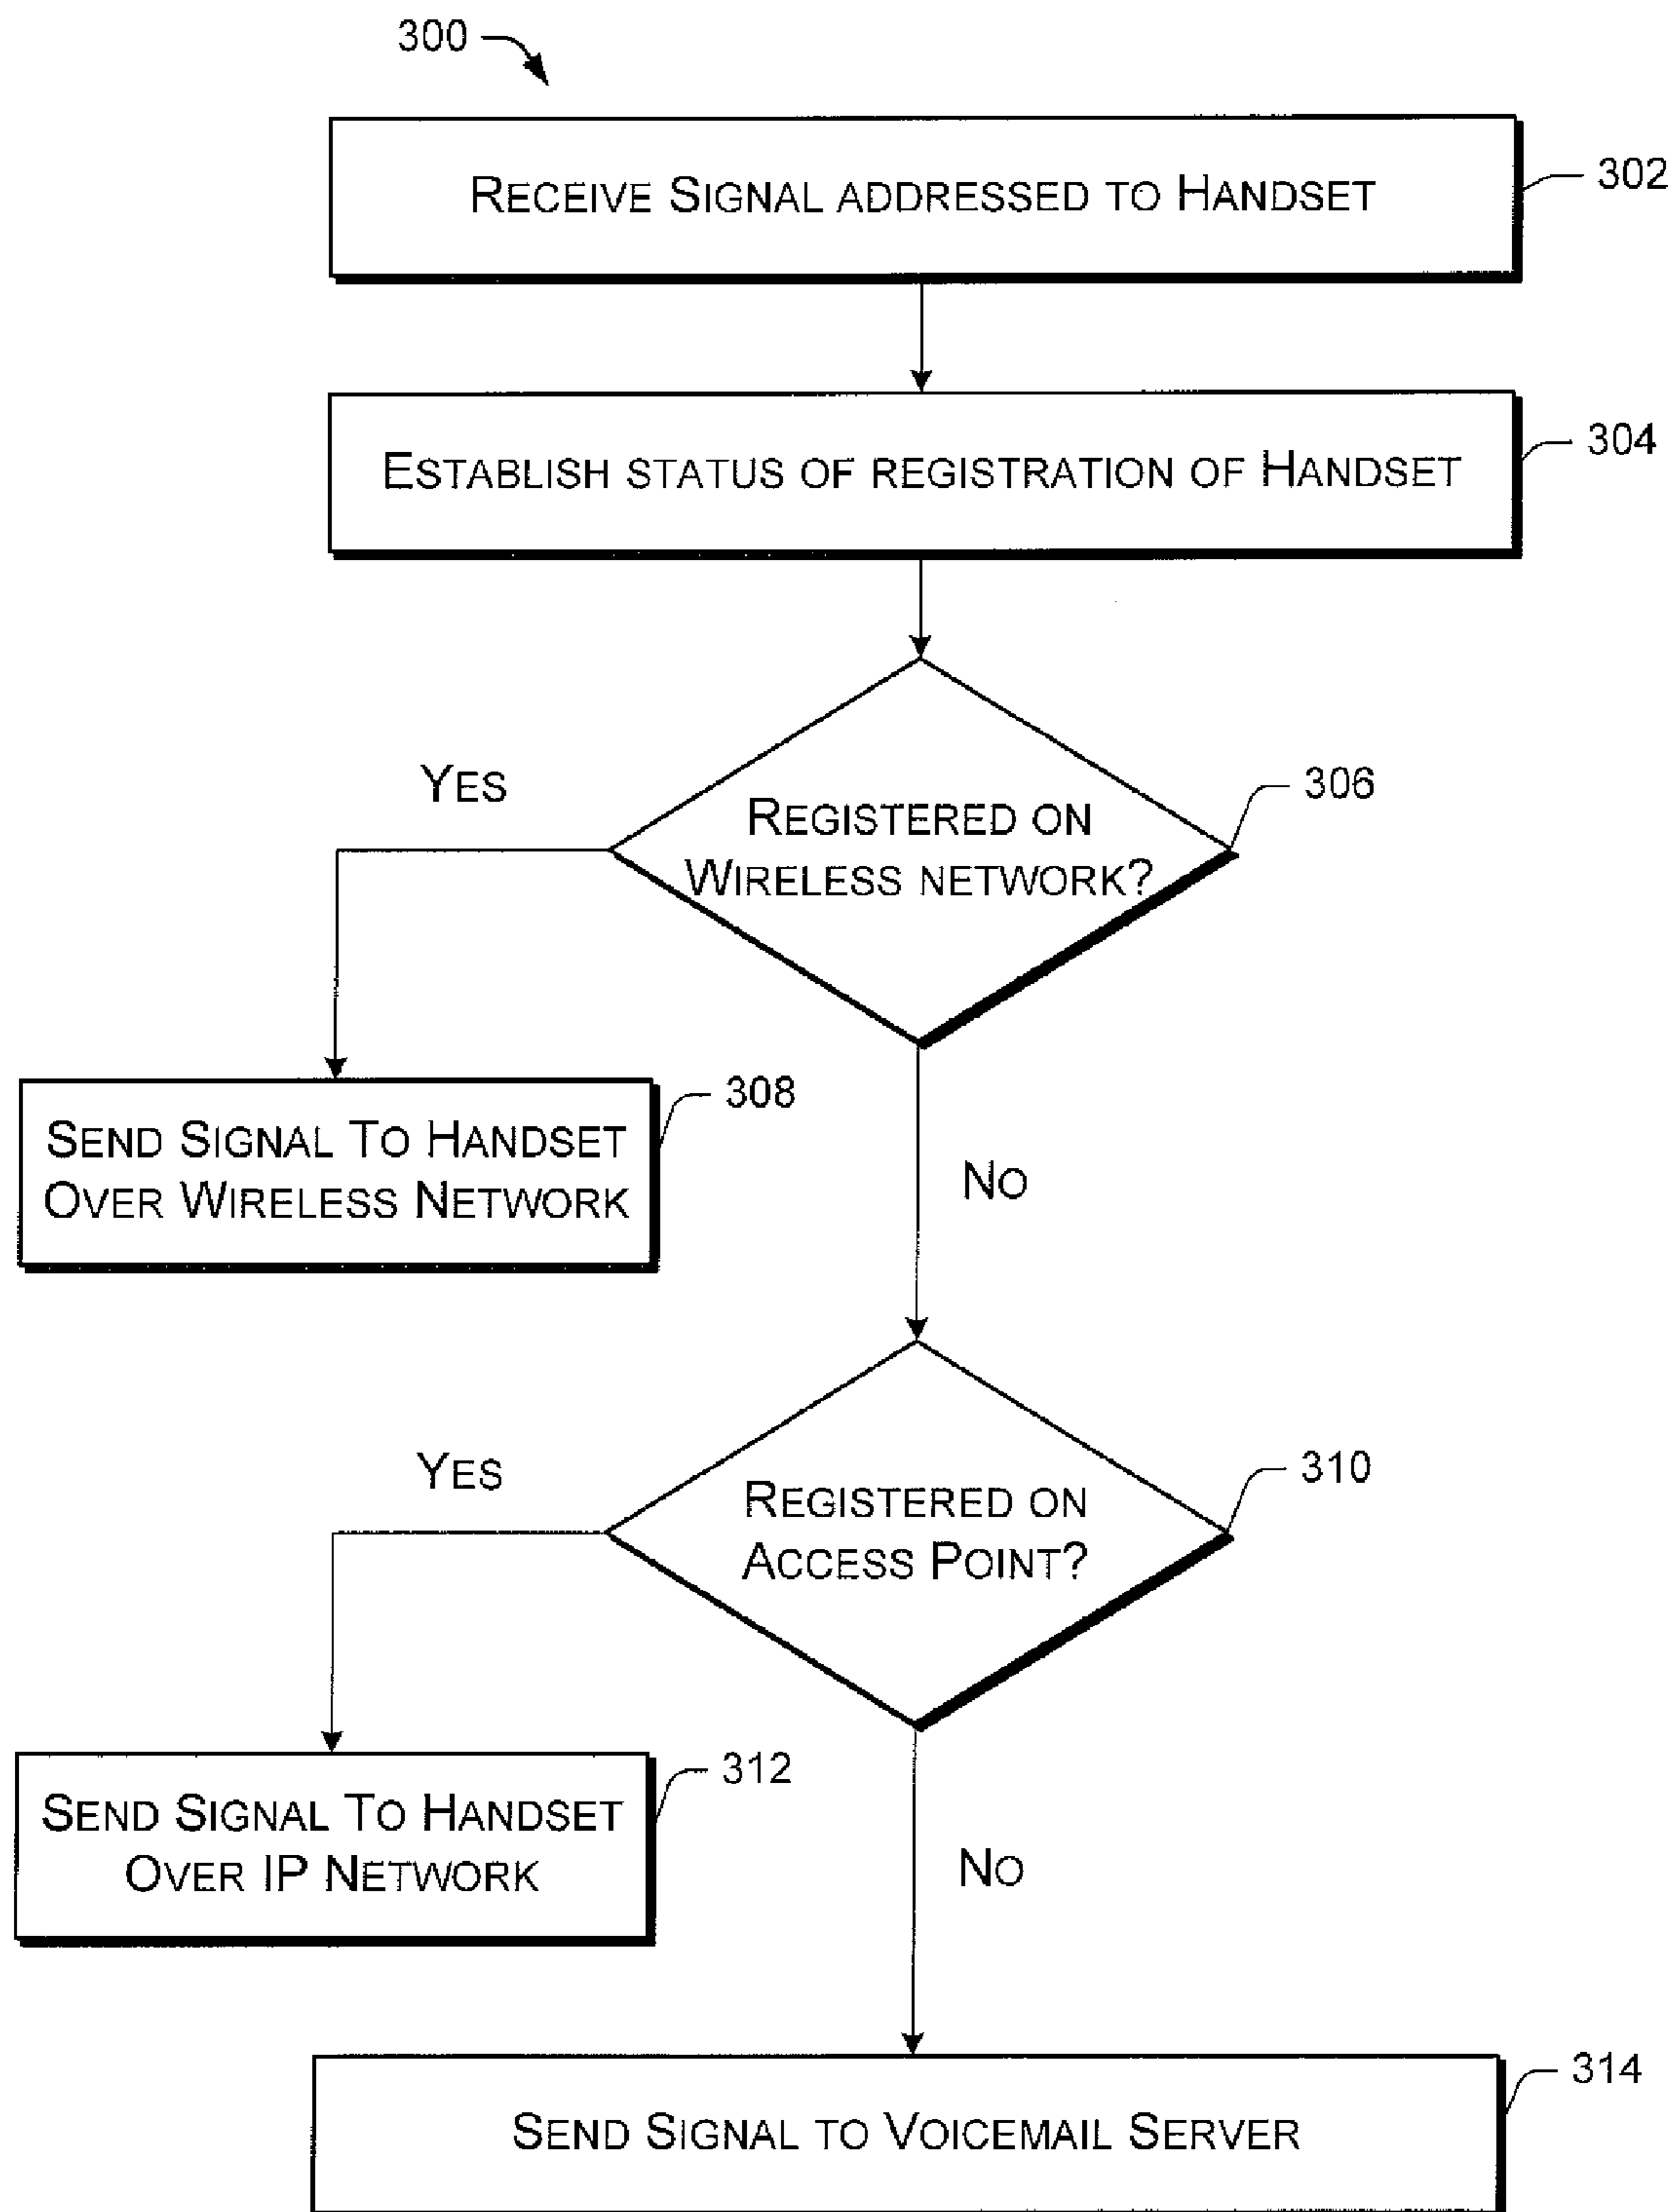 300
RECEIVE SIGNAL ADDRESSED TO HANDSET
302
ESTABLISH STATUS OF REGISTRATION OF HANDSET
304
YES
REGISTERED ON
WIRELESS NETWORK?
306
SEND SIGNAL TO HANDSET
OVER WIRELESS NETWORK
308
NO
YES
REGISTERED ON
ACCESS POINT?
310
SEND SIGNAL TO HANDSET
OVER IP NETWORK
312
NO
SEND SIGNAL TO VOICEMAIL SERVER
314